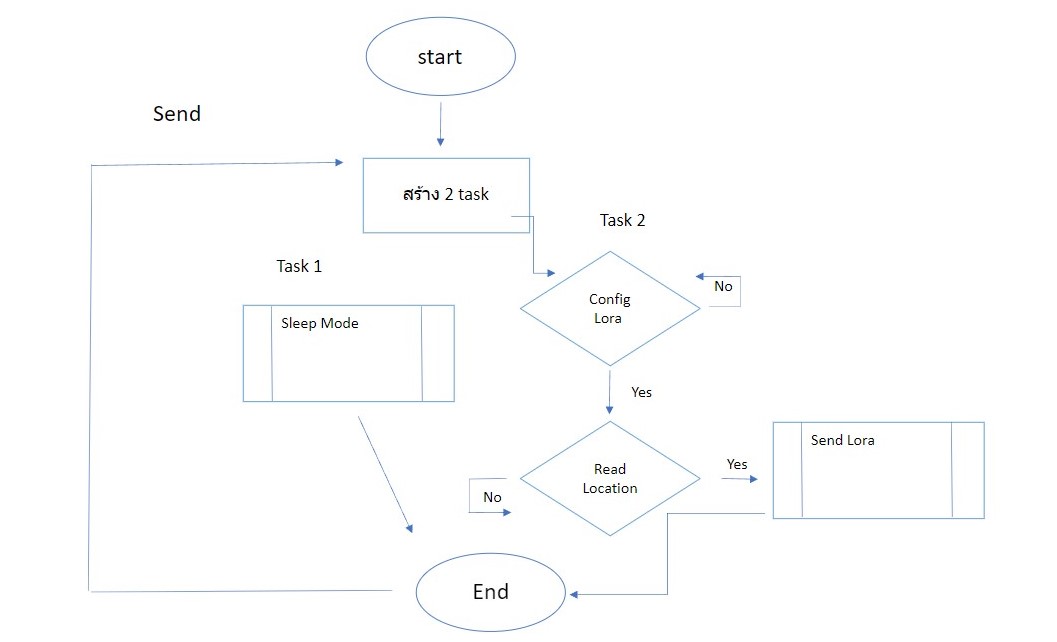 start
Send
สร้าง 2 task
Task 2
Task 1
Config
Lora
No
Sleep Mode
Yes
Read
Location
No
Yes
Send Lora
End